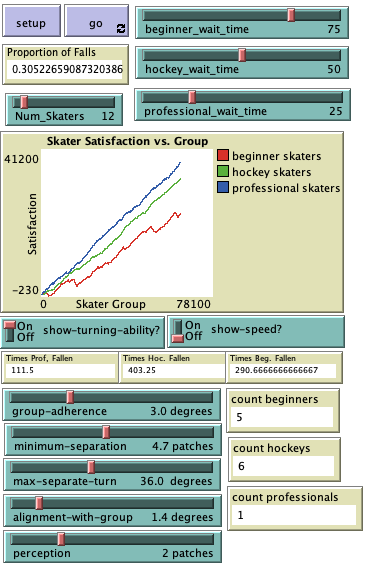 setup
go
beginner_wait_time 75
Proportion of Falls
0.30522659087320386
hockey_wait_time 50
Num_Skaters 12
professional_wait_time 25
Skater Satisfaction vs. Group
41200
Satisfaction
-230
0
Skater Group
78100
beginner skaters
hockey skaters
professional skaters
On
Off
show-turning-ability?
On
Off
show-speed?
Times Prof, Fallen
111.5
Times Hoc. Fallen
403.25
Times Beg. Fallen
290.6666666666667
group-adherence 3.0 degrees
count beginners
5
minimum-separation 4.7 patches
count hockeys
6
max-separate-turn 36.0 degrees
count professionals
1
alignment-with-group 1.4 degrees
perception 2 patches